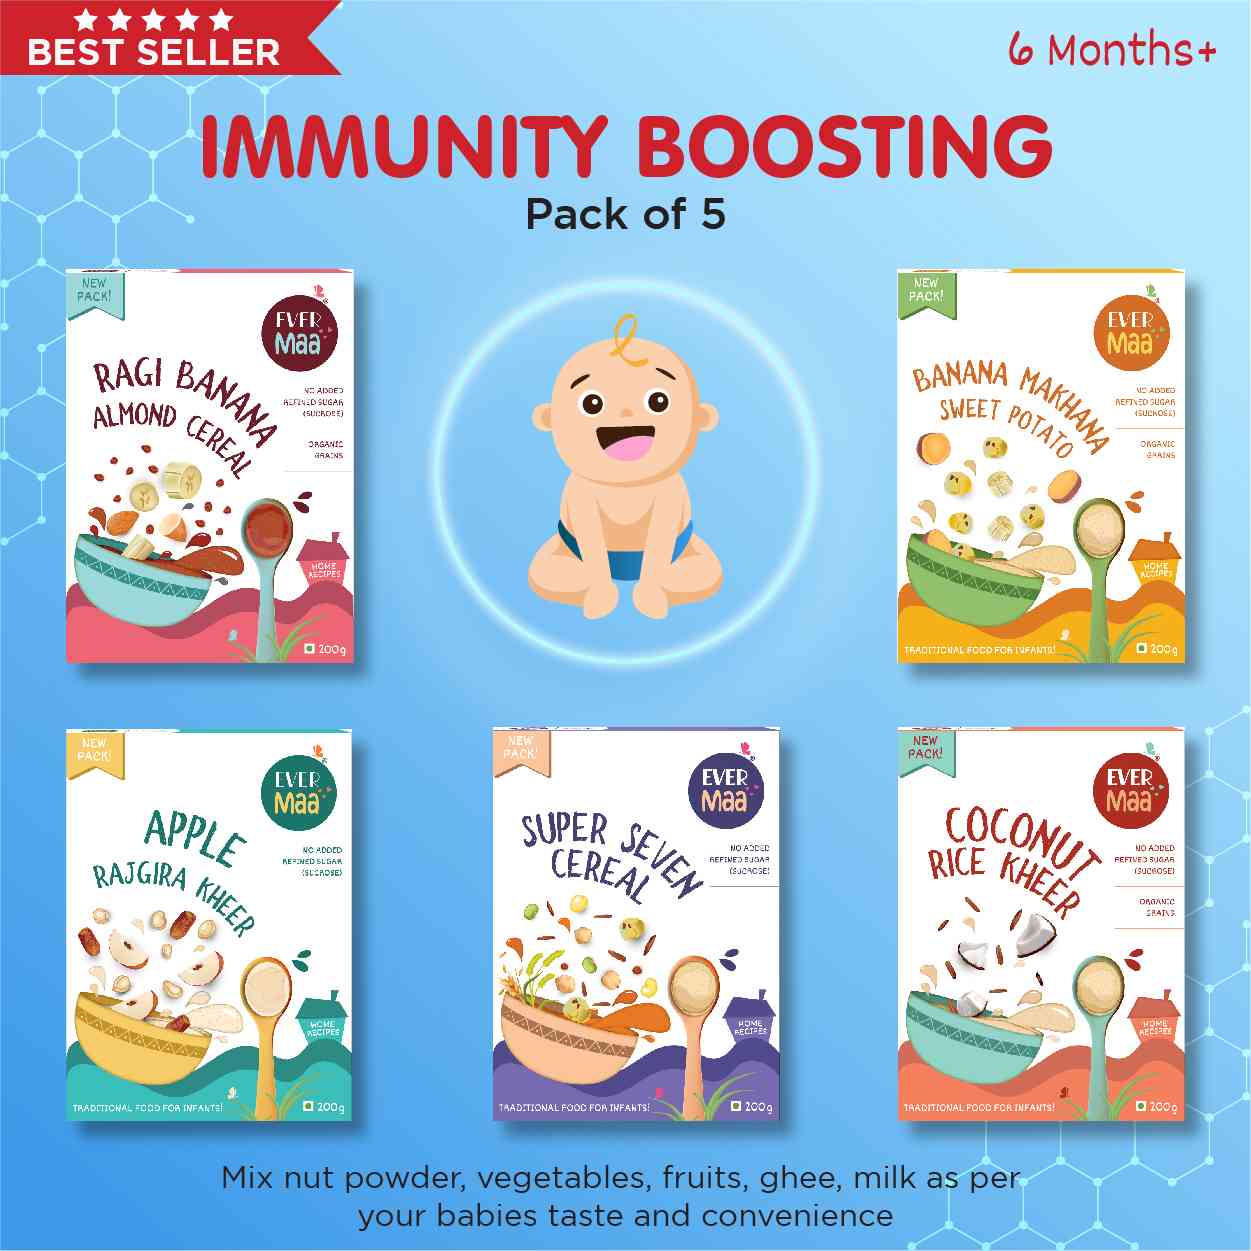 BEST SELLER
6 Months+
IMMUNITY BOOSTING
Pack of 5
NEW
PACK!
EVER
Maa
®
RAGI BANANA
ALMOND CEREAL
NO ADDED
REFINED SUGAR
(SUCROSE)
ORGANIC
GRAINS
HOME
RECIPES
200g
NEW
PACK!
EVER
Maa
®
BANANA MAKHANA
SWEET POTATO
NO ADDED
REFINED SUGAR
(SUCROSE)
ORGANIC
GRAINS
HOME
RECIPES
TRADITIONAL FOOD FOR INFANTS!
200g
NEW
PACK!
EVER
Maa
®
APPLE
RAJGIRA KHEER
NO ADDED
REFINED SUGAR
(SUCROSE)
HOME
RECIPES
TRADITIONAL FOOD FOR INFANTS!
200g
NEW
PACK!
EVER
Maa
®
SUPER SEVEN
CEREAL
NO ADDED
REFINED SUGAR
(SUCROSE)
HOME
RECIPES
TRADITIONAL FOOD FOR INFANTS!
200g
NEW
PACK!
EVER
Maa
®
COCONUT
RICE KHEER
NO ADDED
REFINED SUGAR
(SUCROSE)
ORGANIC
GRAINS
HOME
RECIPES
TRADITIONAL FOOD FOR INFANTS!
200g
Mix nut powder, vegetables, fruits, ghee, milk as per
your babies taste and convenience